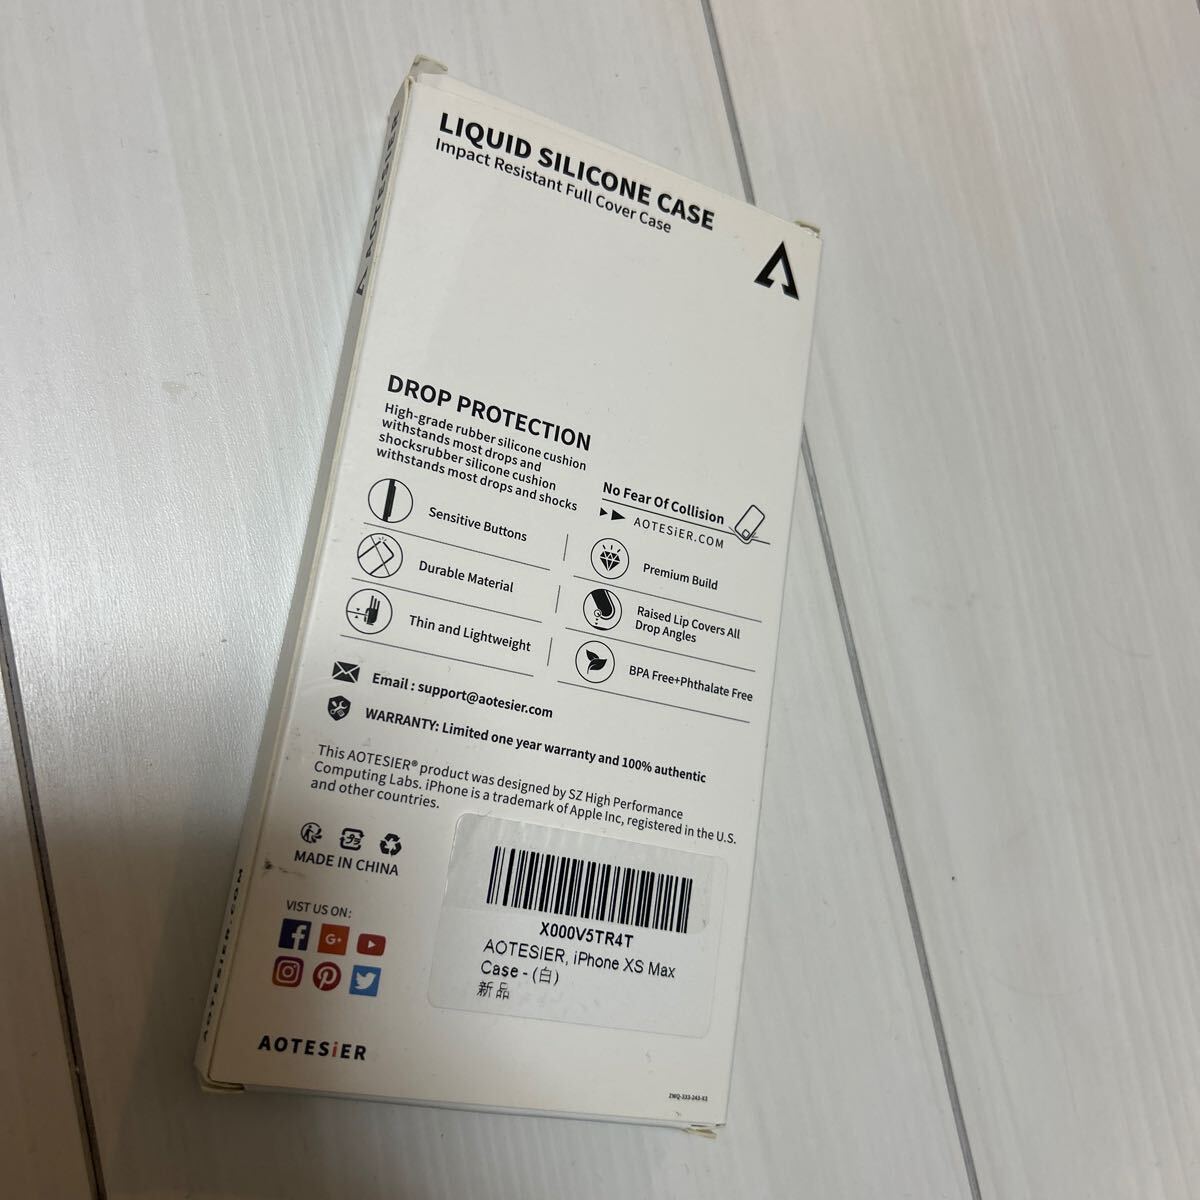 LIQUID SILICONE CASE
Impact Resistant Full Cover Case
AOTESIER
DROP PROTECTION
High-grade rubber silicone cushion
withstands most drops and
shocksrubber silicone cushion
withstands most drops and shocks
No Fear Of Collision
AOTESiER.COM
Sensitive Buttons
Premium Build
Durable Material
Raised Lip Covers All
Drop Angles
Thin and Lightweight
BPA Free+Phthalate Free
Email : support@aotesier.com
WARRANTY: Limited one year warranty and 100% authentic
This AOTESIER® product was designed by SZ High Performance
Computing Labs. iPhone is a trademark of Apple Inc, registered in the U.S.
and other countries.
MADE IN CHINA
VIST US ON:
G+
AOTESIER.COM
AOTESiER
X000V5TR4T
AOTESIER, iPhone XS Max
Case - (白)
新品